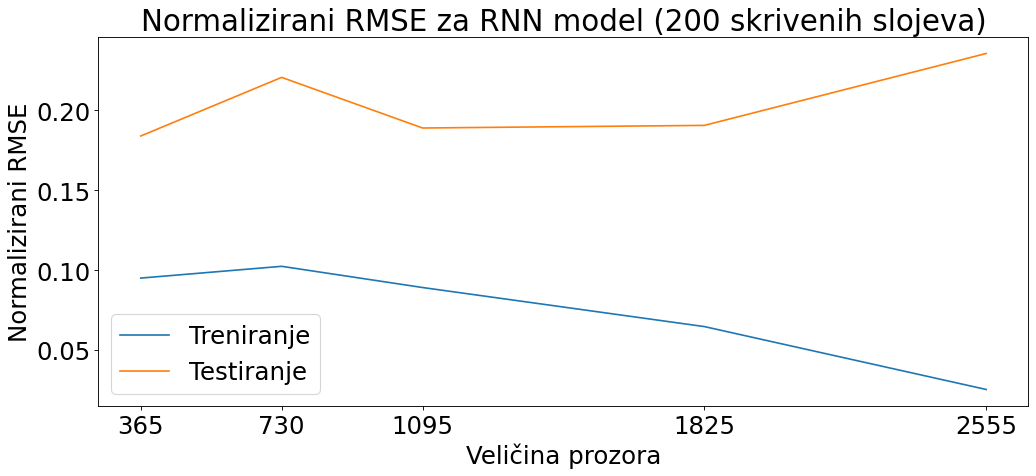 Normalizirani RMSE za RNN model (200 skrivenih slojeva)
Normalizirani RMSE
0.20
0.15
0.10
0.05
Treniranje
Testiranje
365 730 1095 1825 2555
Veličina prozora